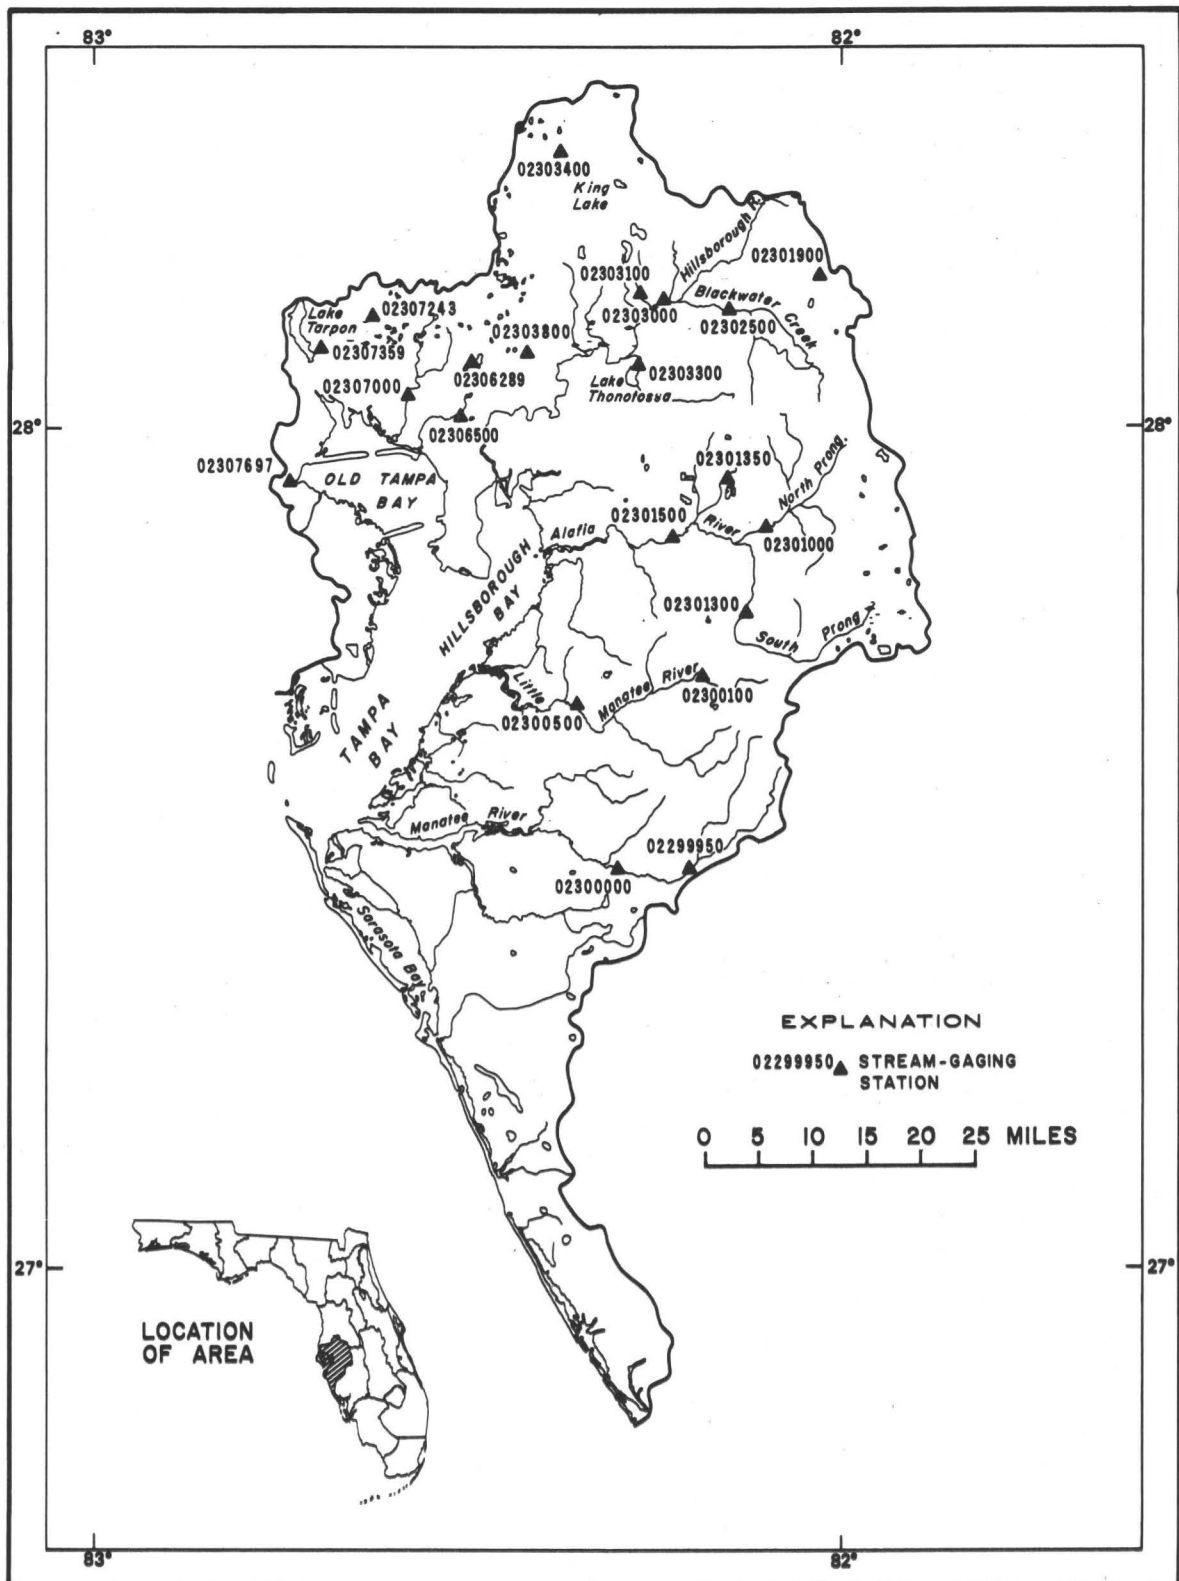 83°
82°
02303400
King
Lake
Hillsborough R.
02301900
02303100
Blackwater
Creek
02303000
02302500
Lake
Tarpon
02307243
02303800
02307359
02306289
02303300
Lake
Thonotosua
02307000
02306500
28°
28°
02307697
OLD TAMPA
BAY
02301350
North Prong
02301500
River
Alafia
02301000
HILLSBOROUGH
BAY
02301300
South Prong
Little
Manatee River
02300100
02300500
TAMPA
BAY
Manatee River
02299950
02300000
Sarasota Bay
EXPLANATION
02299950 STREAM-GAGING
STATION
0 5 10 15 20 25 MILES
27°
27°
LOCATION
OF AREA
83°
82°